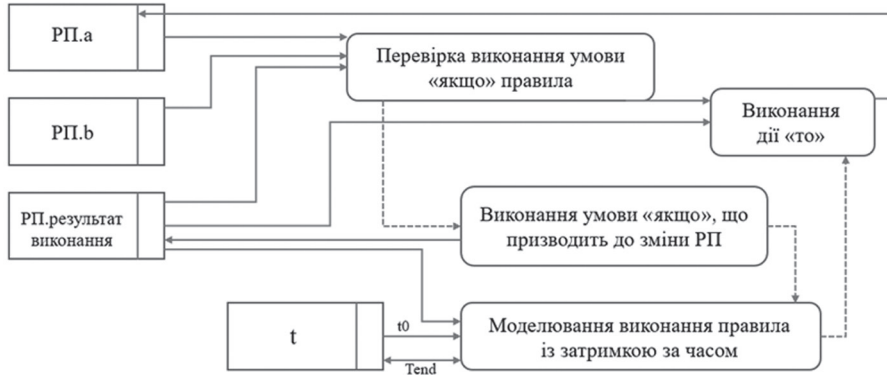 РП.a
Перевірка виконання умови
«якщо» правила
РП.b
Виконання
дії «то»
РП.результат
виконання
Виконання умови «якщо», що
призводить до зміни РП
t
t0
Tend
Моделювання виконання правила
із затримкою за часом